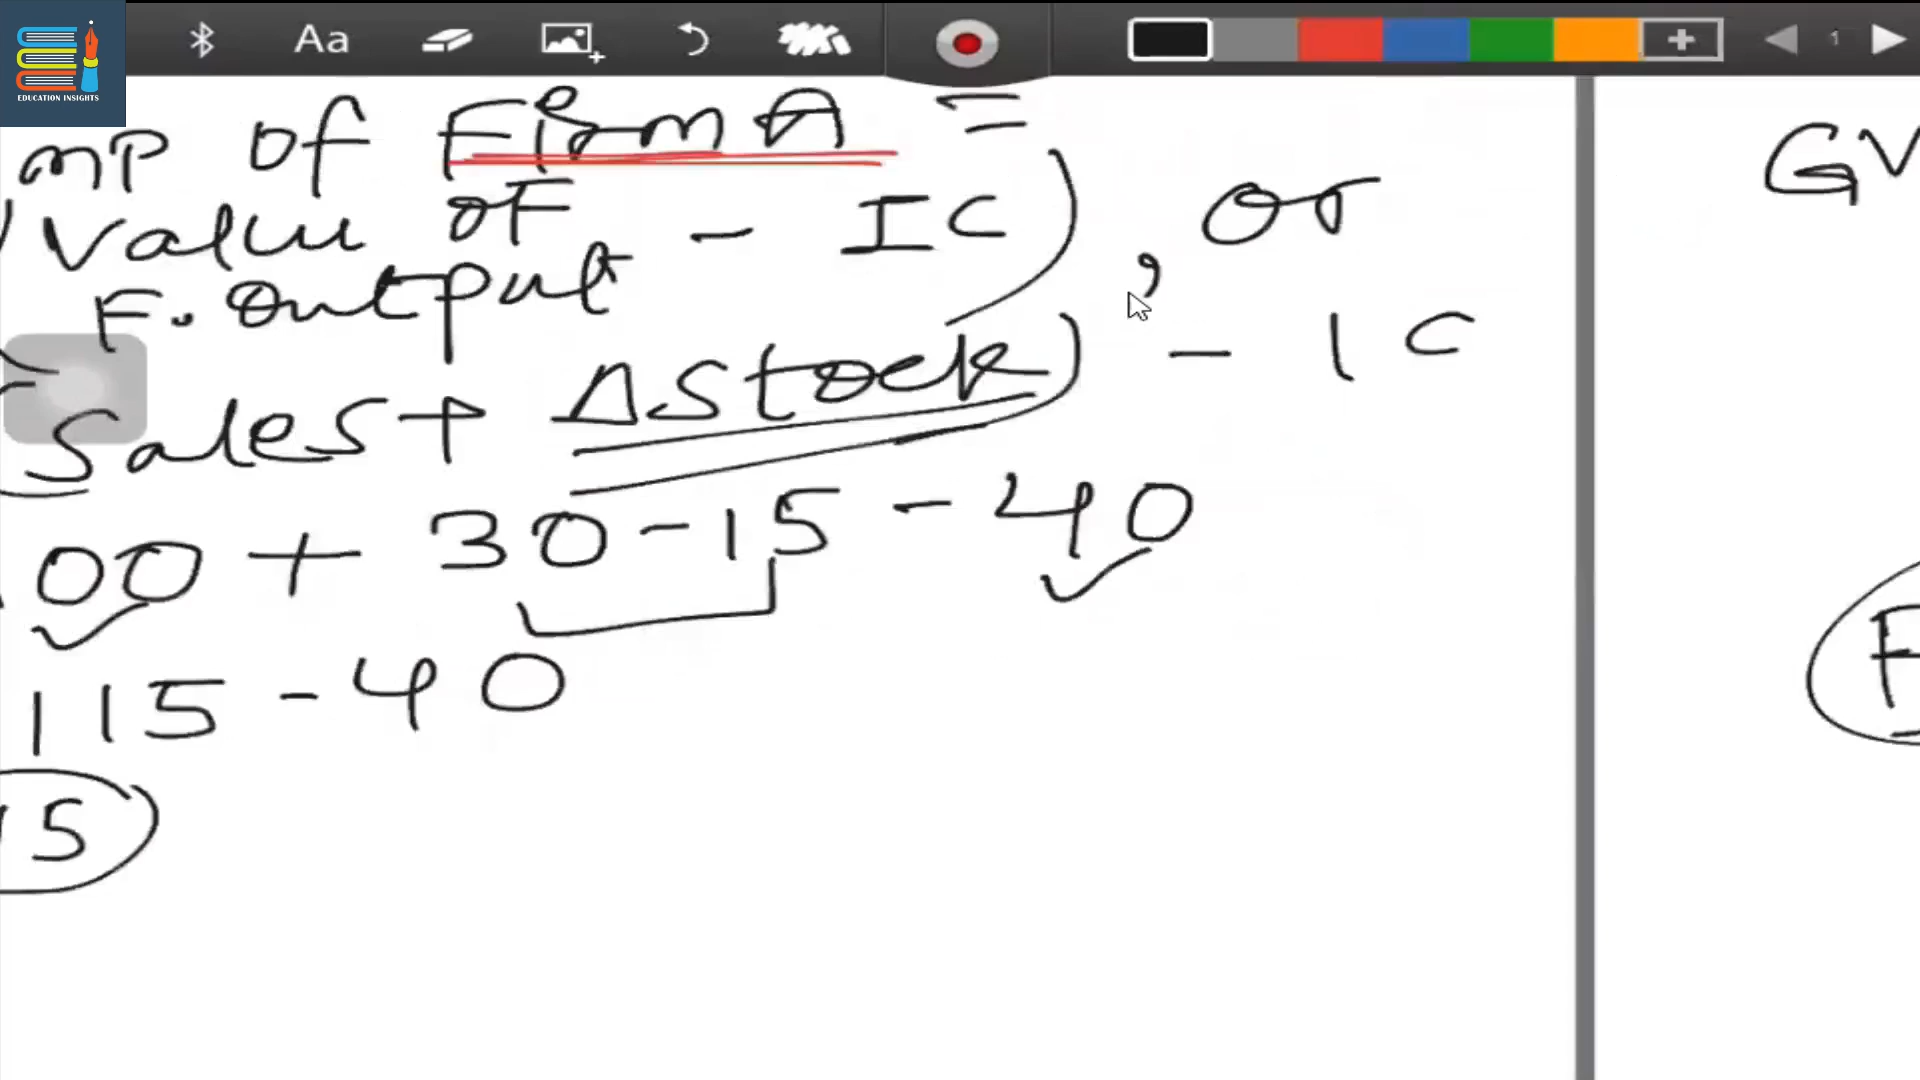 Aa
1
EDUCATION INSIGHTS
MP of Firm A =
Value of F. Output - IC) , or
Sales + ΔStock) - IC
00 + 30 - 15 - 40
115 - 40
5
GV
F